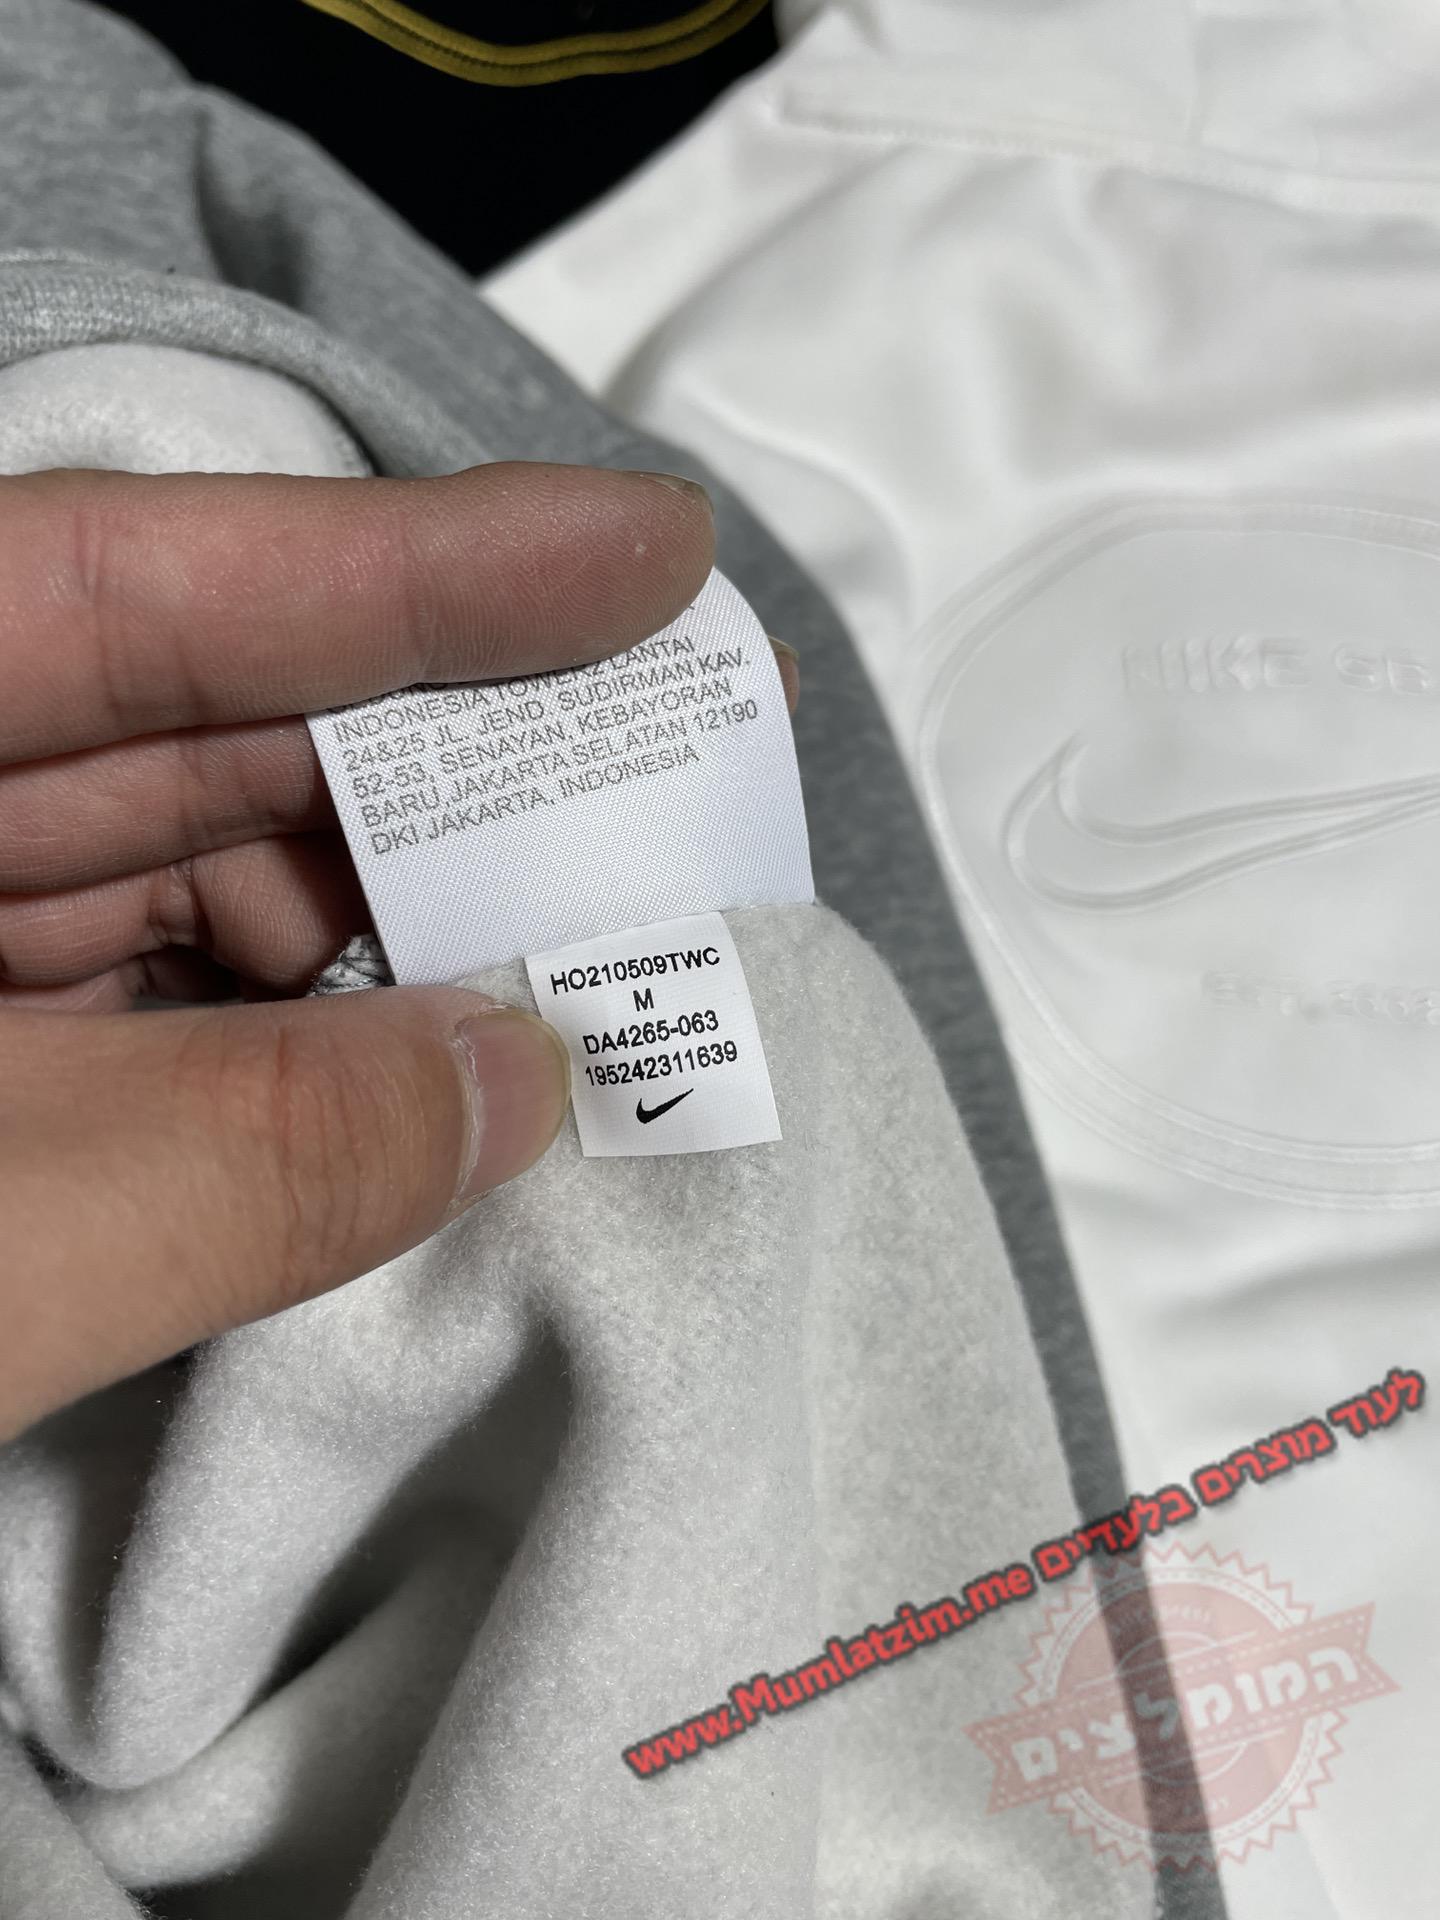 INDONESIA TOWER2 LANTAI
24&25 JL. JEND. SUDIRMAN KAV.
52-53, SENAYAN, KEBAYORAN
BARU, JAKARTA SELATAN 12190
DKI JAKARTA, INDONESIA
HO210509TWC
M
DA4265-063
195242311639
NIKE SB
לעוד מוצרים בלעדיים www.Mumlatzim.me
המומלצים